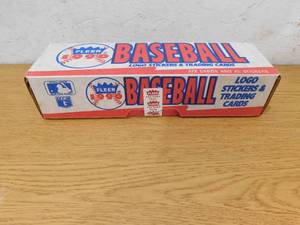 FLEER
1990
BASEBALL
LOGO STICKERS & TRADING CARDS
FLEER
1990
BASEBALL
LOGO
STICKERS &
TRADING
CARDS